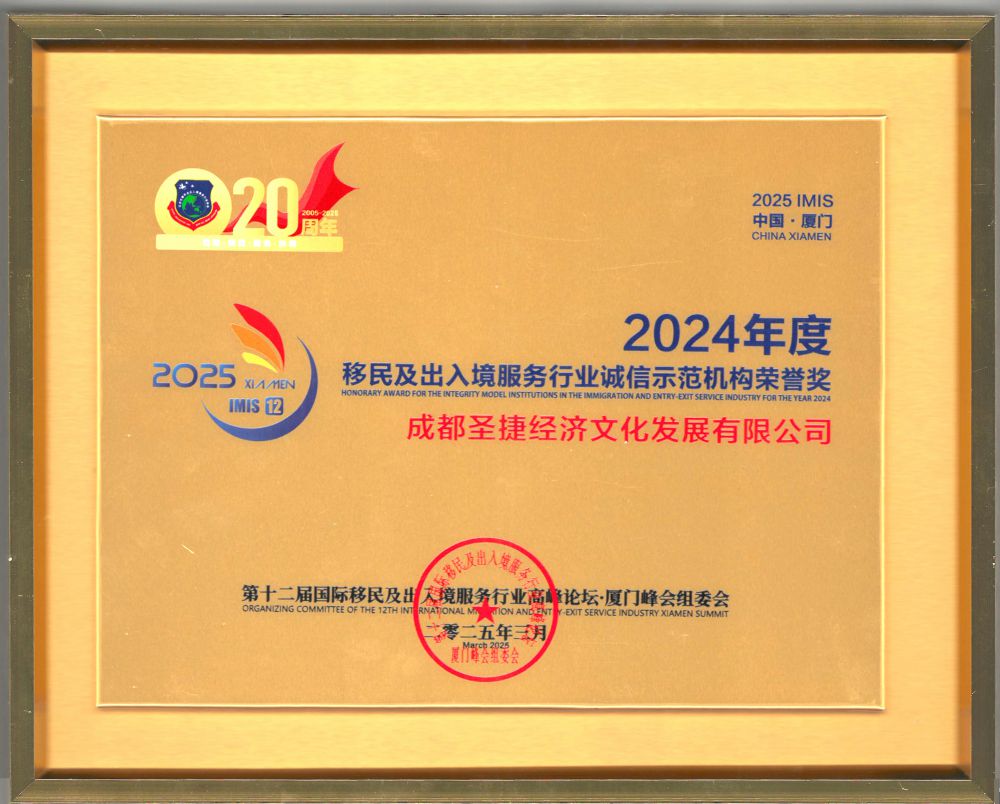 20
2005-2025
周年
2025 IMIS
中国·厦门
CHINA XIAMEN
2025 XIAMEN
IMIS 12
2024年度
移民及出入境服务行业诚信示范机构荣誉奖
HONORARY AWARD FOR THE INTEGRITY MODEL INSTITUTIONS IN THE IMMIGRATION AND ENTRY-EXIT SERVICE INDUSTRY FOR THE YEAR 2024
成都圣捷经济文化发展有限公司
第十二届国际移民及出入境服务行业高峰论坛·厦门峰会组委会
ORGANIZING COMMITTEE OF THE 12TH INTERNATIONAL MIGRATION AND ENTRY-EXIT SERVICE INDUSTRY XIAMEN SUMMIT
二零二五年三月
March 2025
厦门峰会组委会